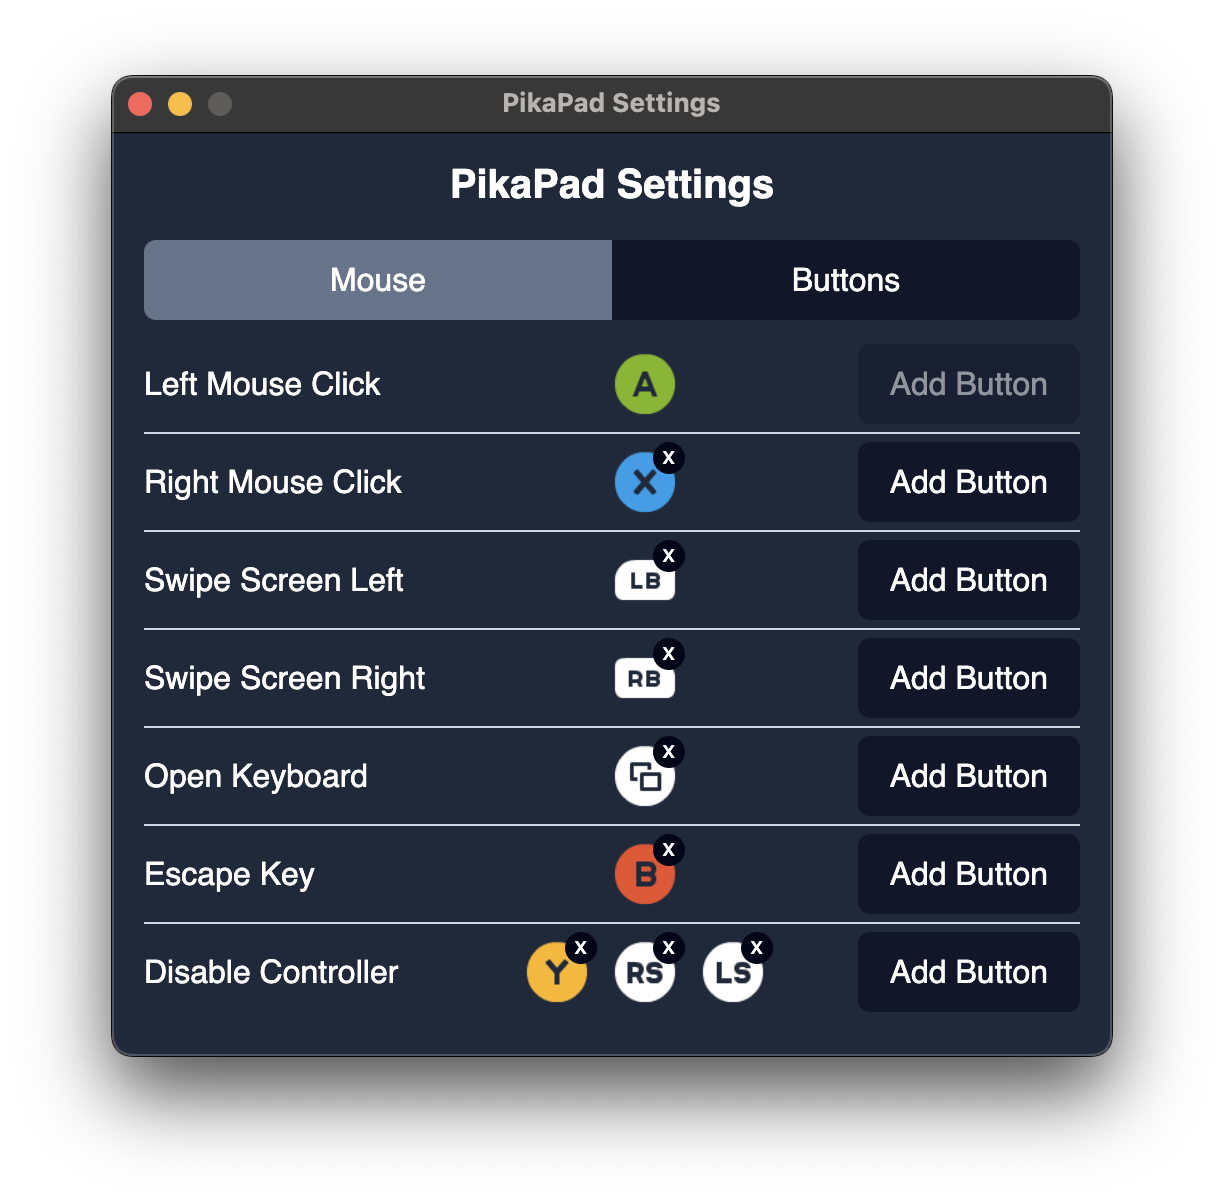 PikaPad Settings
PikaPad Settings
Mouse Buttons
Left Mouse Click A Add Button
Right Mouse Click X X Add Button
Swipe Screen Left LB X Add Button
Swipe Screen Right RB X Add Button
Open Keyboard X Add Button
Escape Key B X Add Button
Disable Controller Y X RS X LS X Add Button